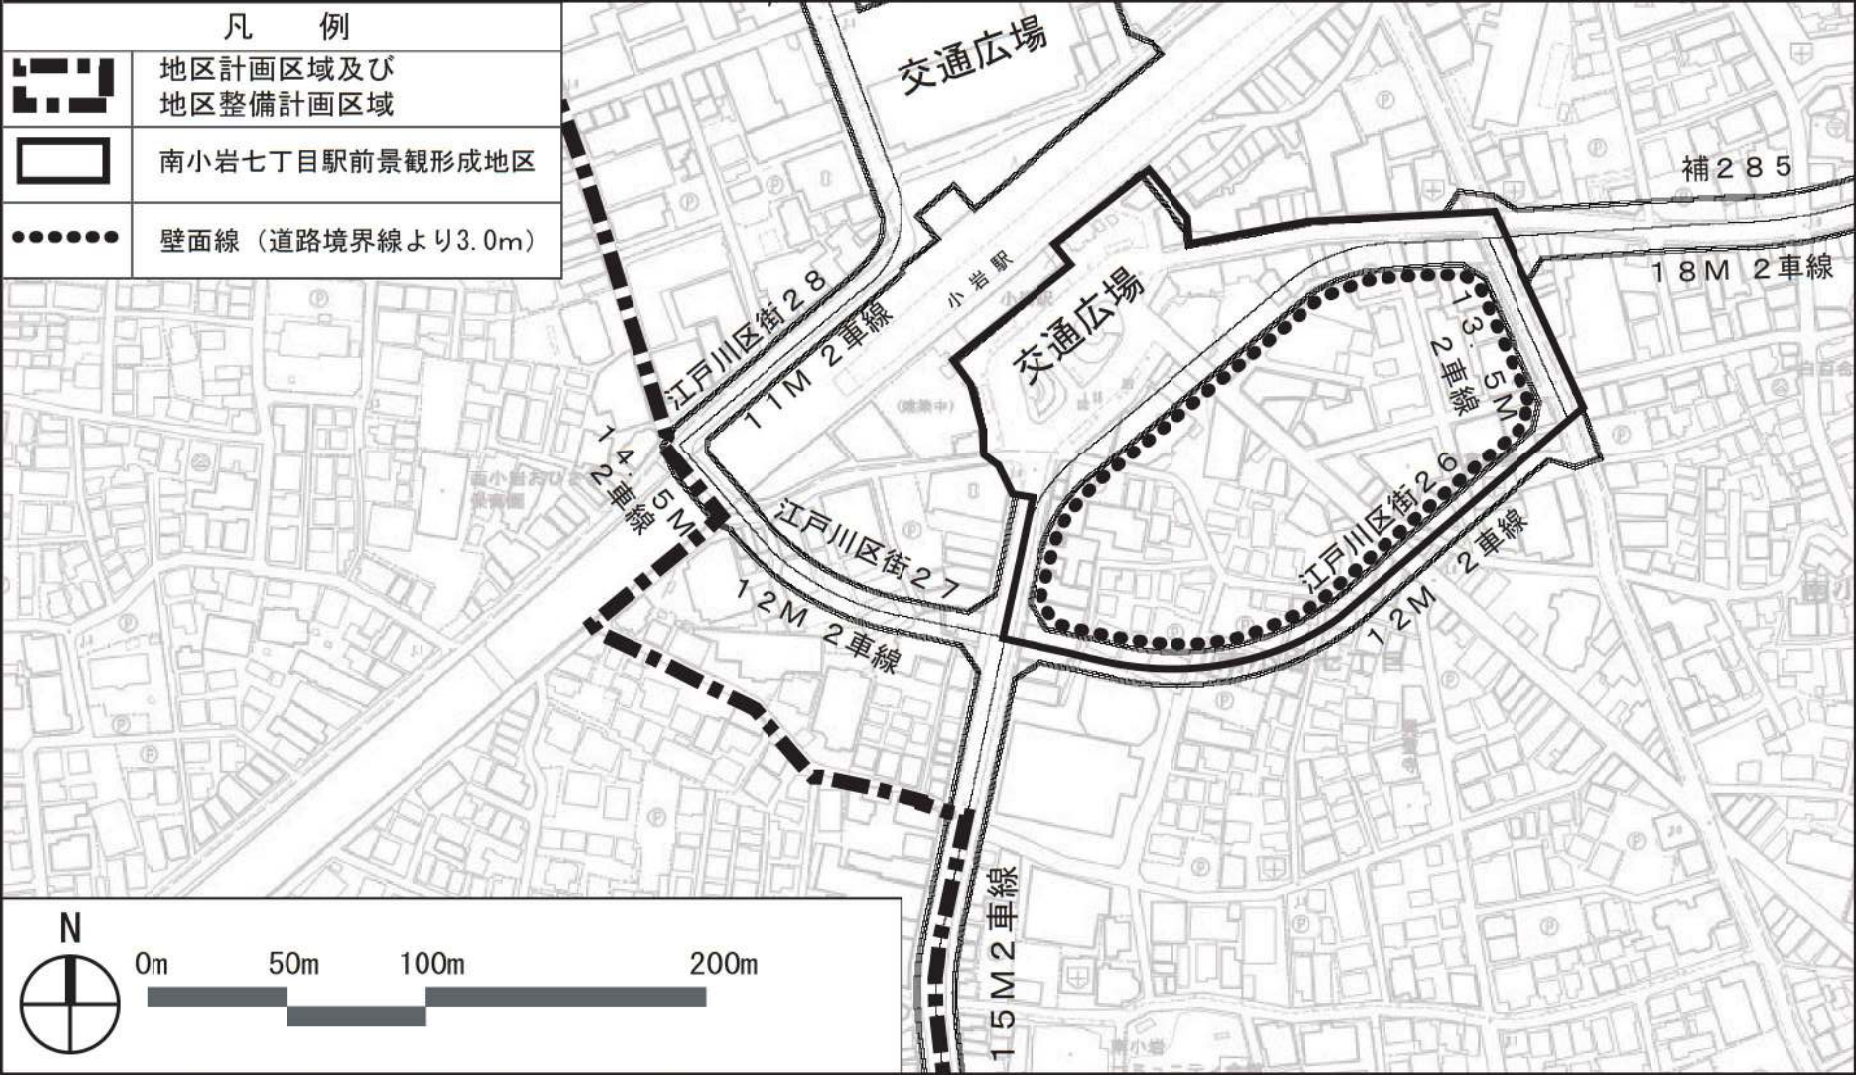 凡 例
地区計画区域及び
地区整備計画区域
南小岩七丁目駅前景観形成地区
壁面線（道路境界線より3.0m）
交通広場
補２８５
１８Ｍ ２車線
小岩駅
交通広場
江戸川区街２８
１１Ｍ ２車線
１３．５Ｍ
２車線
(建築中)
１４．５Ｍ
２車線
江戸川区街２７
１２Ｍ ２車線
江戸川区街２６
１２Ｍ ２車線
１５Ｍ２車線
南小岩
N
0m 50m 100m 200m